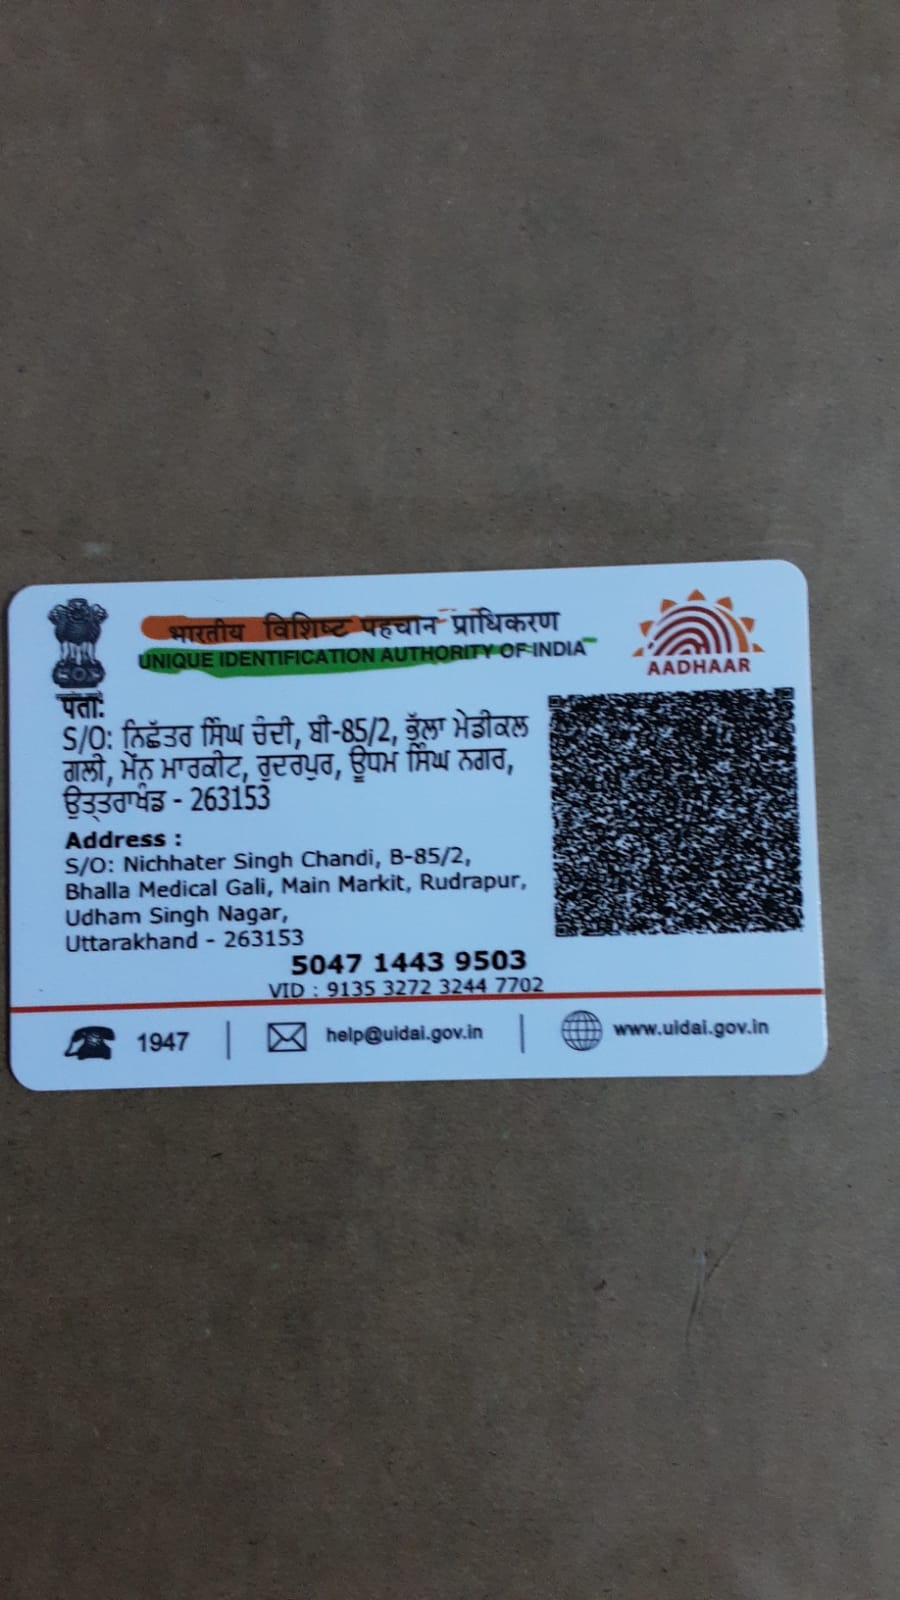 भारतीय विशिष्ट पहचान प्राधिकरण
UNIQUE IDENTIFICATION AUTHORITY OF INDIA
AADHAAR
पता:
S/O: ਨਿਛੱਤਰ ਸਿੰਘ ਚੰਦੀ, ਬੀ-85/2, ਭੱਲਾ ਮੇਡੀਕਲ
ਗਲੀ, ਮੇਂਨ ਮਾਰਕੀਟ, ਰੁਦਰਪੁਰ, ਊਧਮ ਸਿੰਘ ਨਗਰ,
ਉਤ੍ਤਰਾਖੰਡ - 263153
Address :
S/O: Nichhater Singh Chandi, B-85/2,
Bhalla Medical Gali, Main Markit, Rudrapur,
Udham Singh Nagar,
Uttarakhand - 263153
5047 1443 9503
VID : 9135 3272 3244 7702
1947
help@uidai.gov.in
www.uidai.gov.in